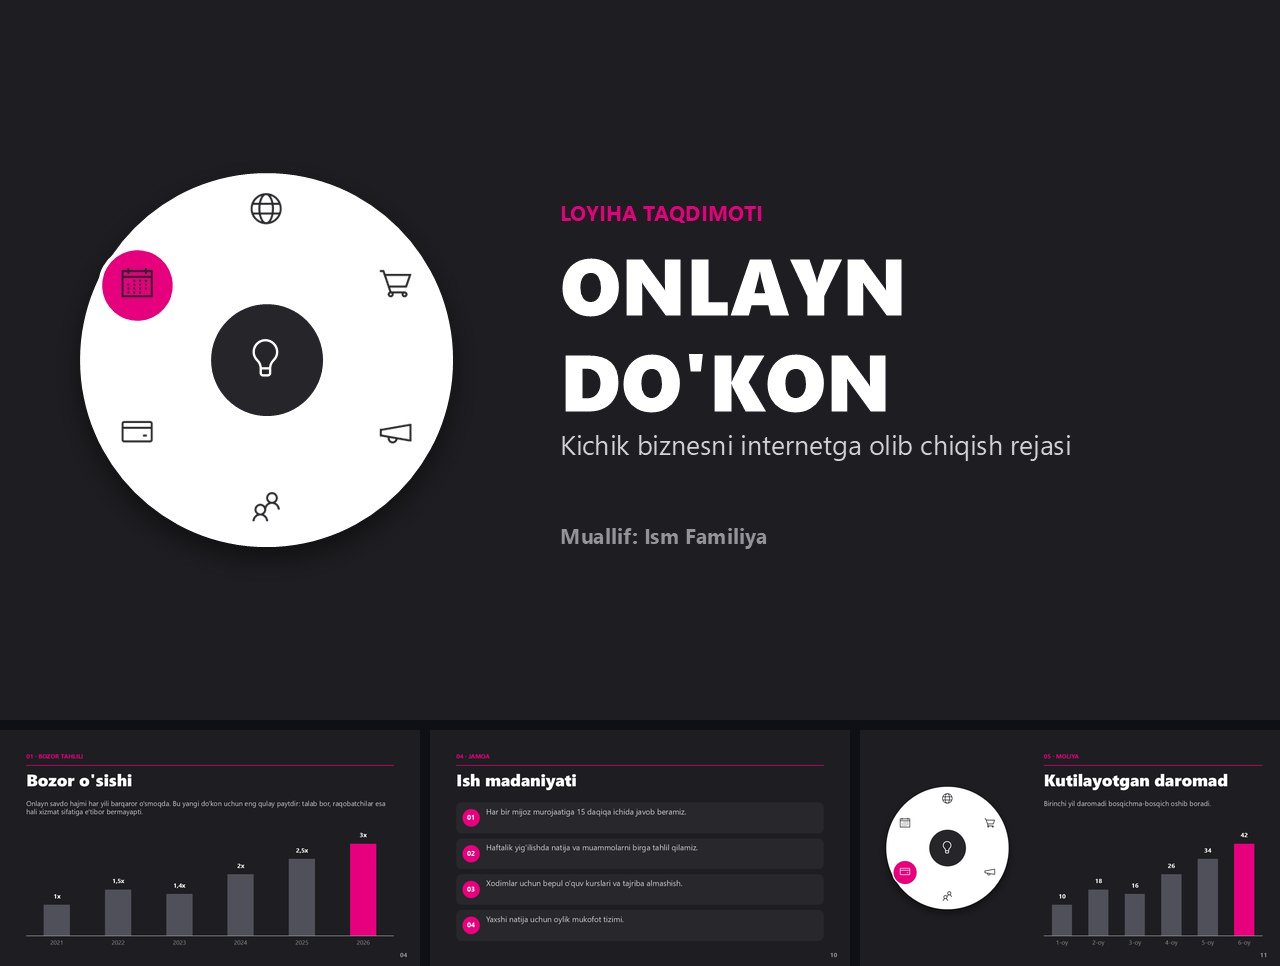 LOYIHA TAQDIMOTI
ONLAYN
DO'KON
Kichik biznesni internetga olib chiqish rejasi
Muallif: Ism Familiya
01 · BOZOR TAHLILI
Bozor o'sishi
Onlayn savdo hajmi har yili barqaror o'smoqda. Bu yangi do'kon uchun eng qulay paytdir: talab bor, raqobatchilar esa
hali xizmat sifatiga e'tibor bermayapti.
1x
1,5x
1,4x
2x
2,5x
3x
2021
2022
2023
2024
2025
2026
04
04 · JAMOA
Ish madaniyati
01 Har bir mijoz murojaatiga 15 daqiqa ichida javob beramiz.
02 Haftalik yig'ilishda natija va muammolarni birga tahlil qilamiz.
03 Xodimlar uchun bepul o'quv kurslari va tajriba almashish.
04 Yaxshi natija uchun oylik mukofot tizimi.
10
05 · MOLIYA
Kutilayotgan daromad
Birinchi yil daromadi bosqichma-bosqich oshib boradi.
10
18
16
26
34
42
1-oy
2-oy
3-oy
4-oy
5-oy
6-oy
11